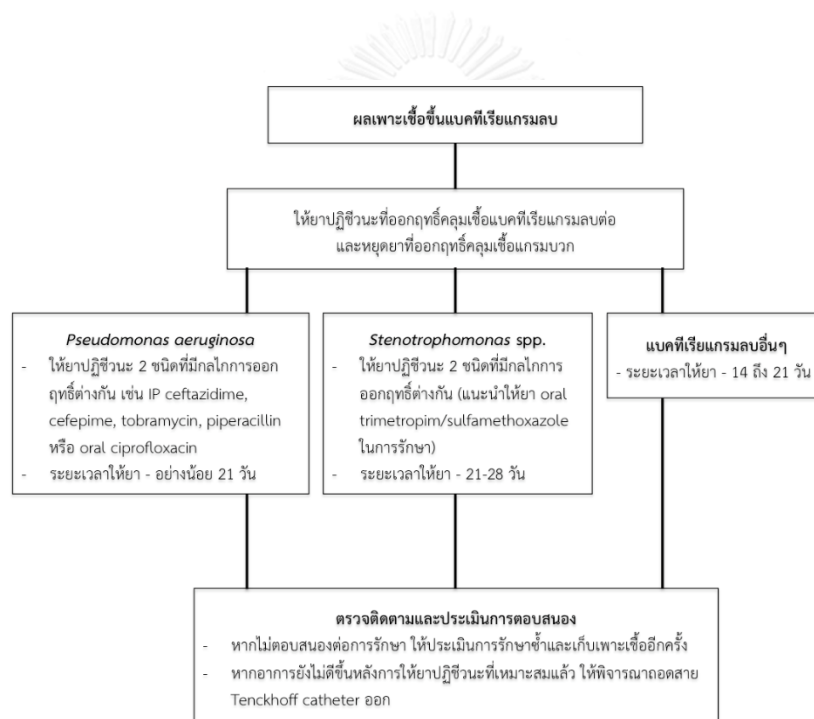 ผลเพาะเชื้อขึ้นแบคทีเรียแกรมลบ
ให้ยาปฏิชีวนะที่ออกฤทธิ์คลุมเชื้อแบคทีเรียแกรมลบต่อ
และหยุดยาที่ออกฤทธิ์คลุมเชื้อแกรมบวก
Pseudomonas aeruginosa
- ให้ยาปฏิชีวนะ 2 ชนิดที่มีกลไกการออก
ฤทธิ์ต่างกัน เช่น IP ceftazidime,
cefepime, tobramycin, piperacillin
หรือ oral ciprofloxacin
- ระยะเวลาให้ยา - อย่างน้อย 21 วัน
Stenotrophomonas spp.
- ให้ยาปฏิชีวนะ 2 ชนิดที่มีกลไกการ
ออกฤทธิ์ต่างกัน (แนะนำให้ยา oral
trimetropim/sulfamethoxazole
ในการรักษา)
- ระยะเวลาให้ยา - 21-28 วัน
แบคทีเรียแกรมลบอื่นๆ
- ระยะเวลาให้ยา - 14 ถึง 21 วัน
ตรวจติดตามและประเมินการตอบสนอง
- หากไม่ตอบสนองต่อการรักษา ให้ประเมินการรักษาซ้ำและเก็บเพาะเชื้ออีกครั้ง
- หากอาการยังไม่ดีขึ้นหลังการให้ยาปฏิชีวนะที่เหมาะสมแล้ว ให้พิจารณาถอดสาย
Tenckhoff catheter ออก